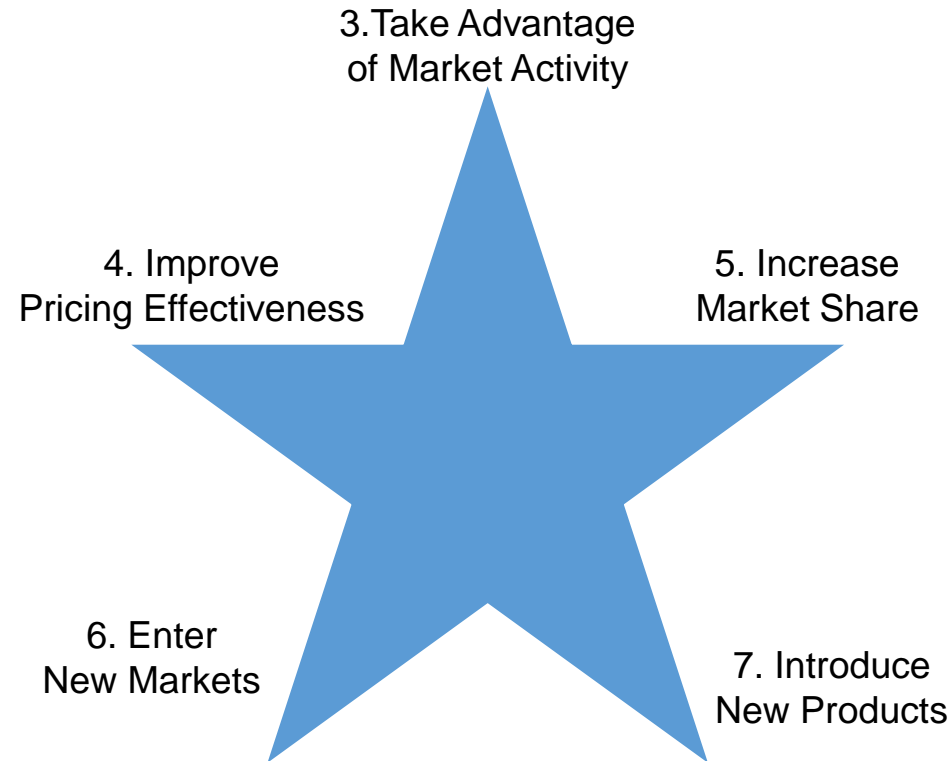 3.Take Advantage
of Market Activity
4. Improve
Pricing Effectiveness
5. Increase
Market Share
6. Enter
New Markets
7. Introduce
New Products